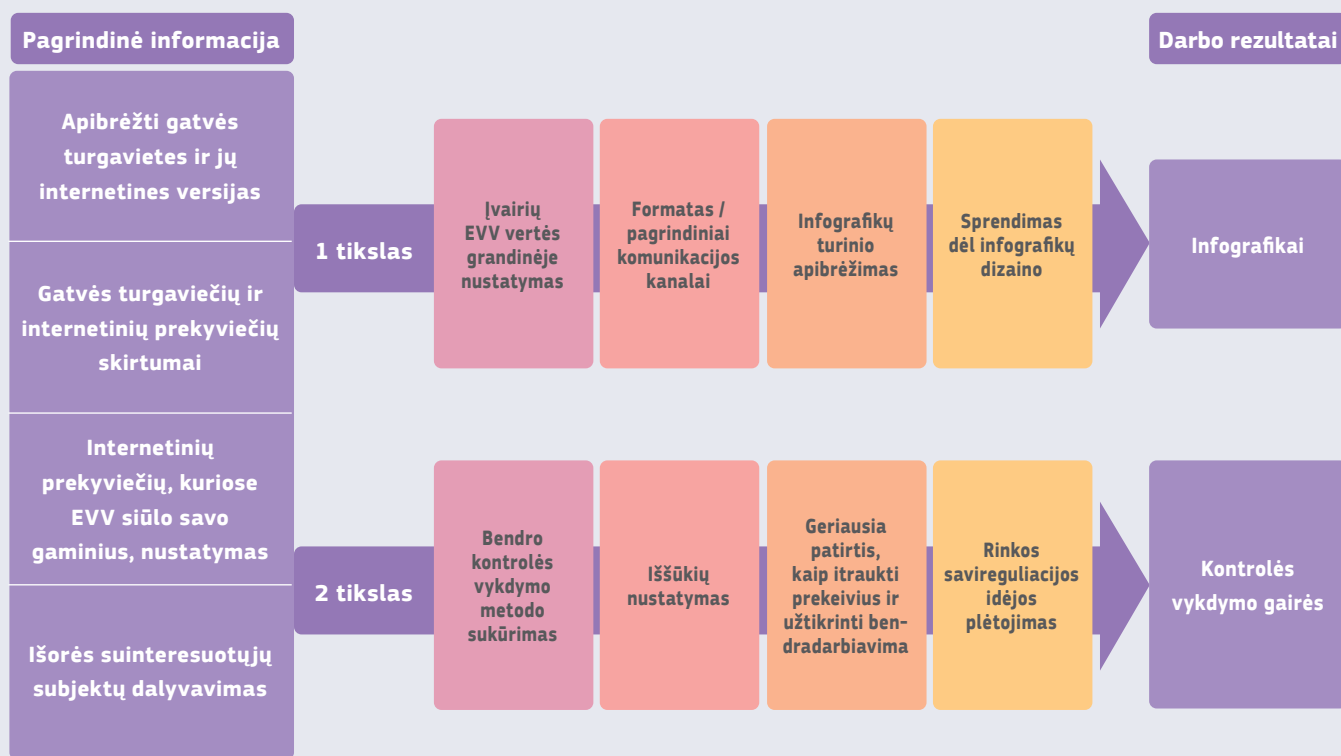 Pagrindinė informacija
Apibrėžti gatvės
turgavietes ir jų
internetines versijas
Gatvės turgaviečių ir
internetinių prekyviečių
skirtumai
Internetinių
prekyviečių, kuriose
EVV siūlo savo
gaminius, nustatymas
Išorės suinteresuotųjų
subjektų dalyvavimas
1 tikslas
Įvairių
EVV vertės
grandinėje
nustatymas
Formatas /
pagrindiniai
komunikacijos
kanalai
Infografikų
turinio
apibrėžimas
Sprendimas
dėl infografikų
dizaino
2 tikslas
Bendro
kontrolės
vykdymo
metodo
sukūrimas
Iššūkių
nustatymas
Geriausia
patirtis,
kaip itraukti
prekeivius ir
užtikrinti ben-
dradarbiavima
Rinkos
savireguliacijos
idėjos
plėtojimas
Darbo rezultatai
Infografikai
Kontrolės
vykdymo gairės